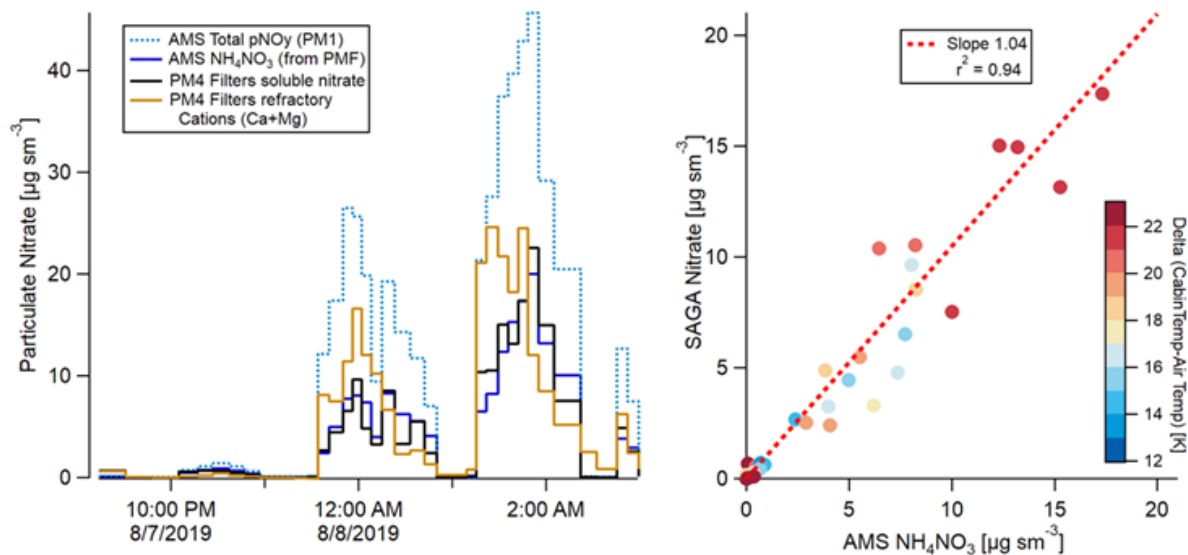 AMS Total pNOy (PM1)
AMS NH₄NO₃ (from PMF)
PM4 Filters soluble nitrate
PM4 Filters refractory
Cations (Ca+Mg)
Particulate Nitrate [µg sm⁻³]
40
30
20
10
0
10:00 PM
8/7/2019
12:00 AM
8/8/2019
2:00 AM
Slope 1.04
r² = 0.94
SAGA Nitrate [µg sm⁻³]
20
15
10
5
0
0
5
10
15
20
AMS NH₄NO₃ [µg sm⁻³]
22
20
18
16
14
12
Delta (CabinTemp-Air Temp) [K]